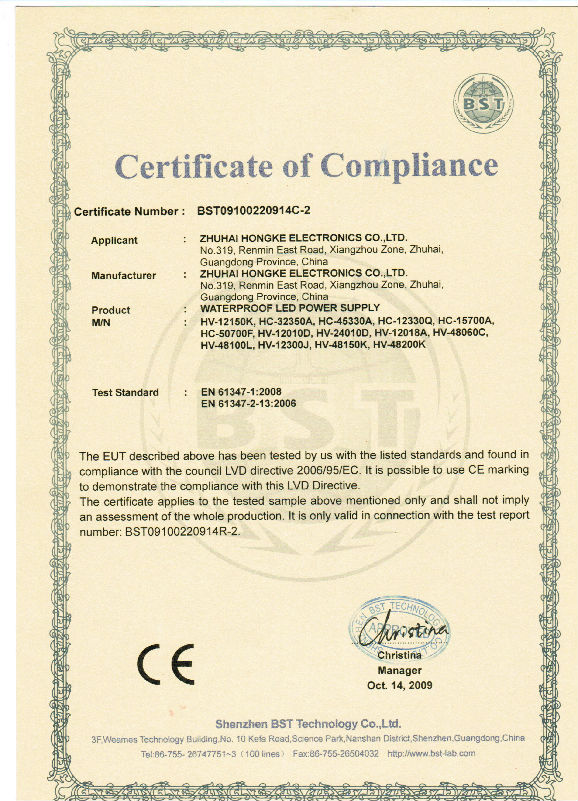 BST
Certificate of Compliance
Certificate Number : BST09100220914C-2
Applicant : ZHUHAI HONGKE ELECTRONICS CO.,LTD.
No.319, Renmin East Road, Xiangzhou Zone, Zhuhai,
Guangdong Province, China
Manufacturer : ZHUHAI HONGKE ELECTRONICS CO.,LTD.
No.319, Renmin East Road, Xiangzhou Zone, Zhuhai,
Guangdong Province, China
Product : WATERPROOF LED POWER SUPPLY
M/N : HV-12150K, HC-32350A, HC-45330A, HC-12330Q, HC-15700A,
HC-50700F, HV-12010D, HV-24010D, HV-12018A, HV-48060C,
HV-48100L, HV-12300J, HV-48150K, HV-48200K
Test Standard : EN 61347-1:2008
EN 61347-2-13:2006
BST
The EUT described above has been tested by us with the listed standards and found in
compliance with the council LVD directive 2006/95/EC. It is possible to use CE marking
to demonstrate the compliance with this LVD Directive.
The certificate applies to the tested sample above mentioned only and shall not imply
an assessment of the whole production. It is only valid in connection with the test report
number: BST09100220914R-2.
BST TECHNOLOGY
Christina
CE
Christina
Manager
Oct. 14, 2009
Shenzhen BST Technology Co.,Ltd.
3F,Wesmes Technology Building,No. 10 Kefa Road,Science Park,Nanshan District,Shenzhen,Guangdong,China
Tel:86-755- 26747751~3 (100 lines) Fax:86-755-26504032 http://www.bst-lab.com